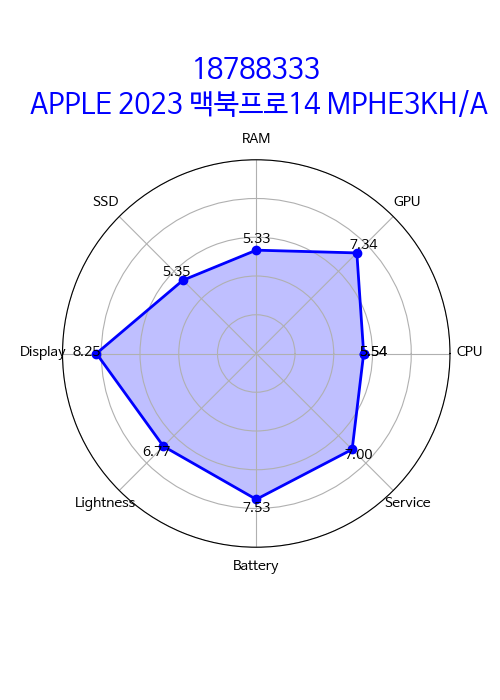 18788333
APPLE 2023 맥북프로14 MPHE3KH/A
RAM
SSD
GPU
5.33
7.34
5.35
Display
8.25
5.54
CPU
6.77
7.00
7.53
Lightness
Service
Battery